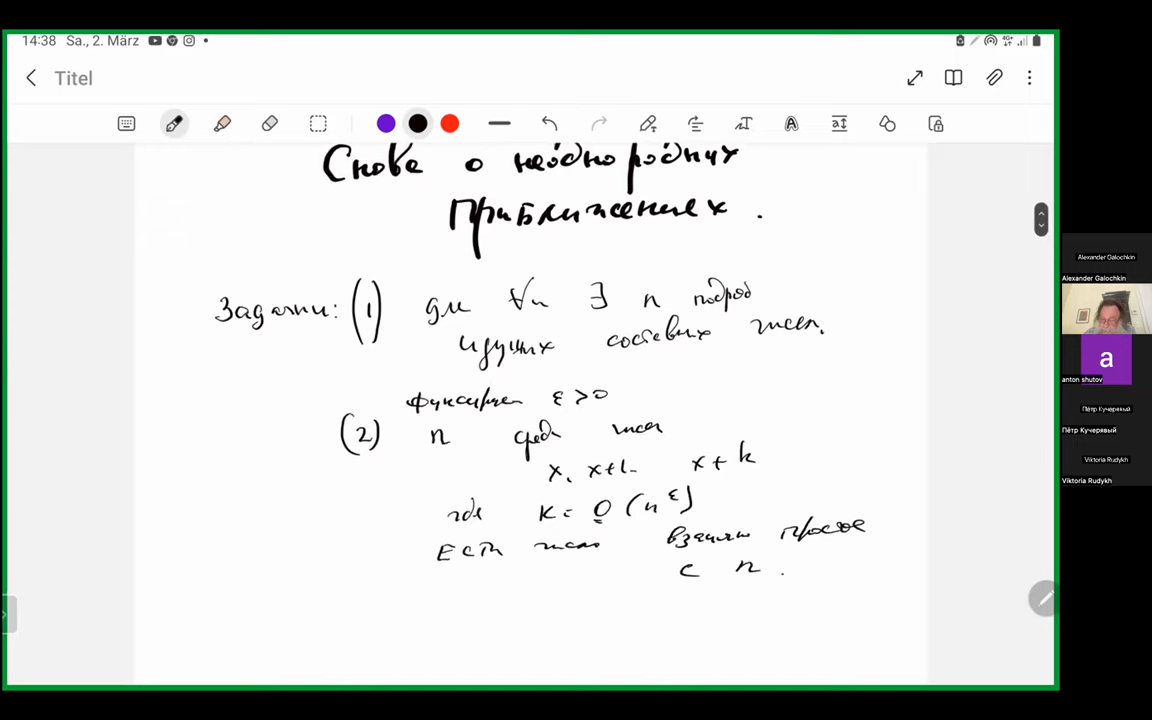 14:38 Sa., 2. März
Titel
Снова о неоднородных
приближениях.
Задачи: (1) для ∀n ∃ n подряд
идущих составных чисел.
фиксируем ε > 0
(2) n среди чисел
x, x+1.. x+k
где k = O(n^ε)
Есть число взаимно простое
с n.
Alexander Galochkin
Alexander Galochkin
a
anton shutov
Пётр Кучерявый
Пётр Кучерявый
Viktoria Rudykh
Viktoria Rudykh